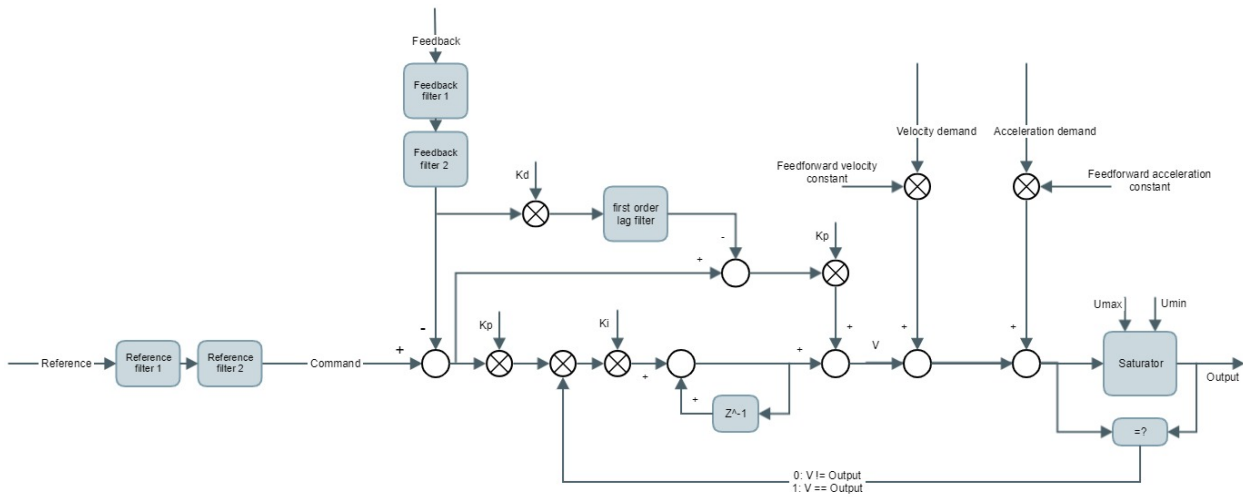 Feedback
Feedback
filter 1
Feedback
filter 2
Velocity demand
Acceleration demand
Feedforward velocity
constant
Feedforward acceleration
constant
Kd
first order
lag filter
-
Kp
+
Umax
Umin
-
Kp
Ki
+
+
+
+
+
V
Reference
Reference
filter 1
Reference
filter 2
Command
+
+
Saturator
Output
+
Z^-1
=?
0: V != Output
1: V == Output